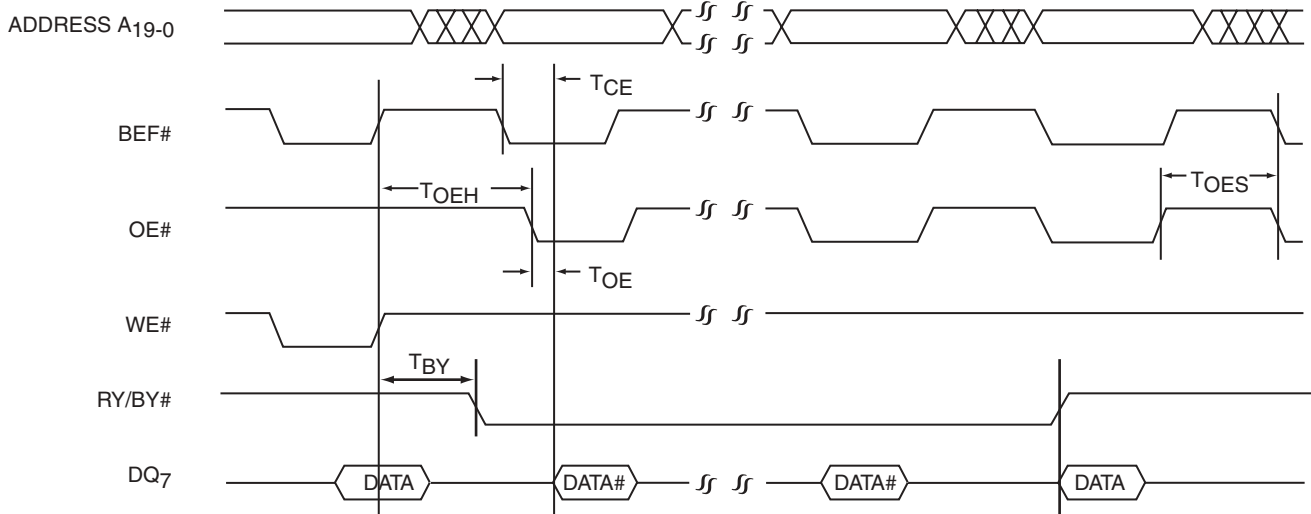 ADDRESS A19-0
TCE
BEF#
TOEH
TOES
OE#
TOE
WE#
TBY
RY/BY#
DQ7
DATA
DATA#
DATA#
DATA